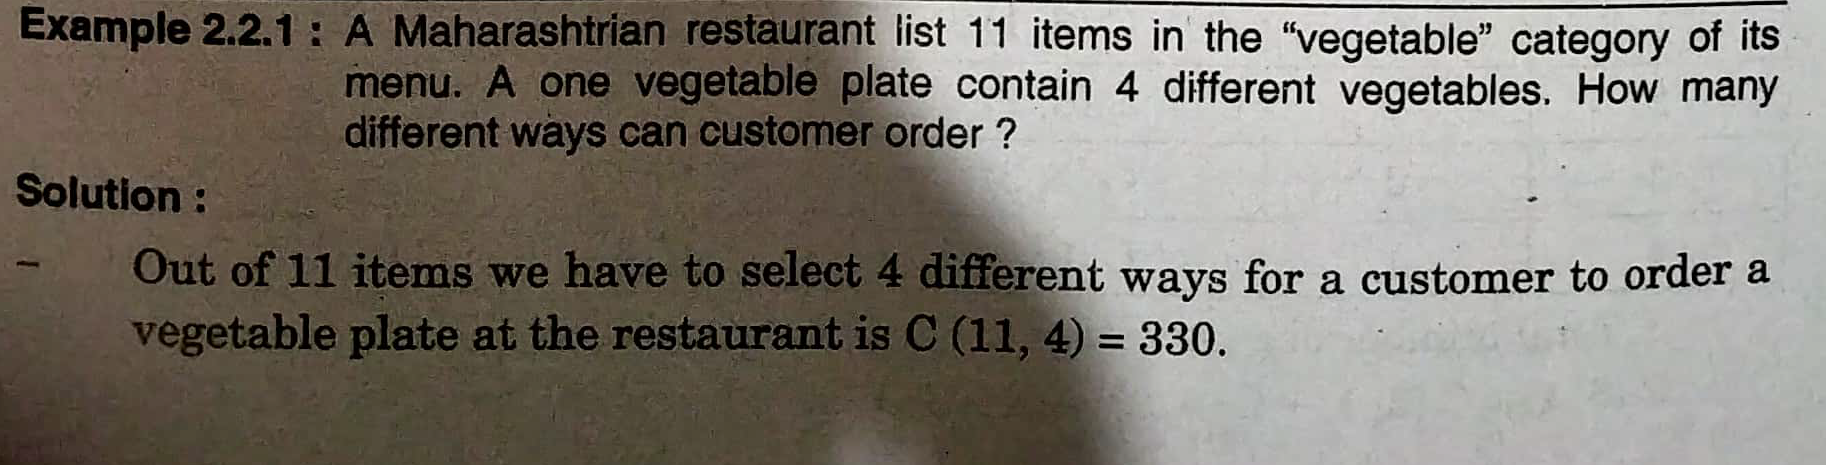 Example 2.2.1 : A Maharashtrian restaurant list 11 items in the “vegetable” category of its
menu. A one vegetable plate contain 4 different vegetables. How many
different ways can customer order ?
Solution :
– Out of 11 items we have to select 4 different ways for a customer to order a
vegetable plate at the restaurant is C (11, 4) = 330.